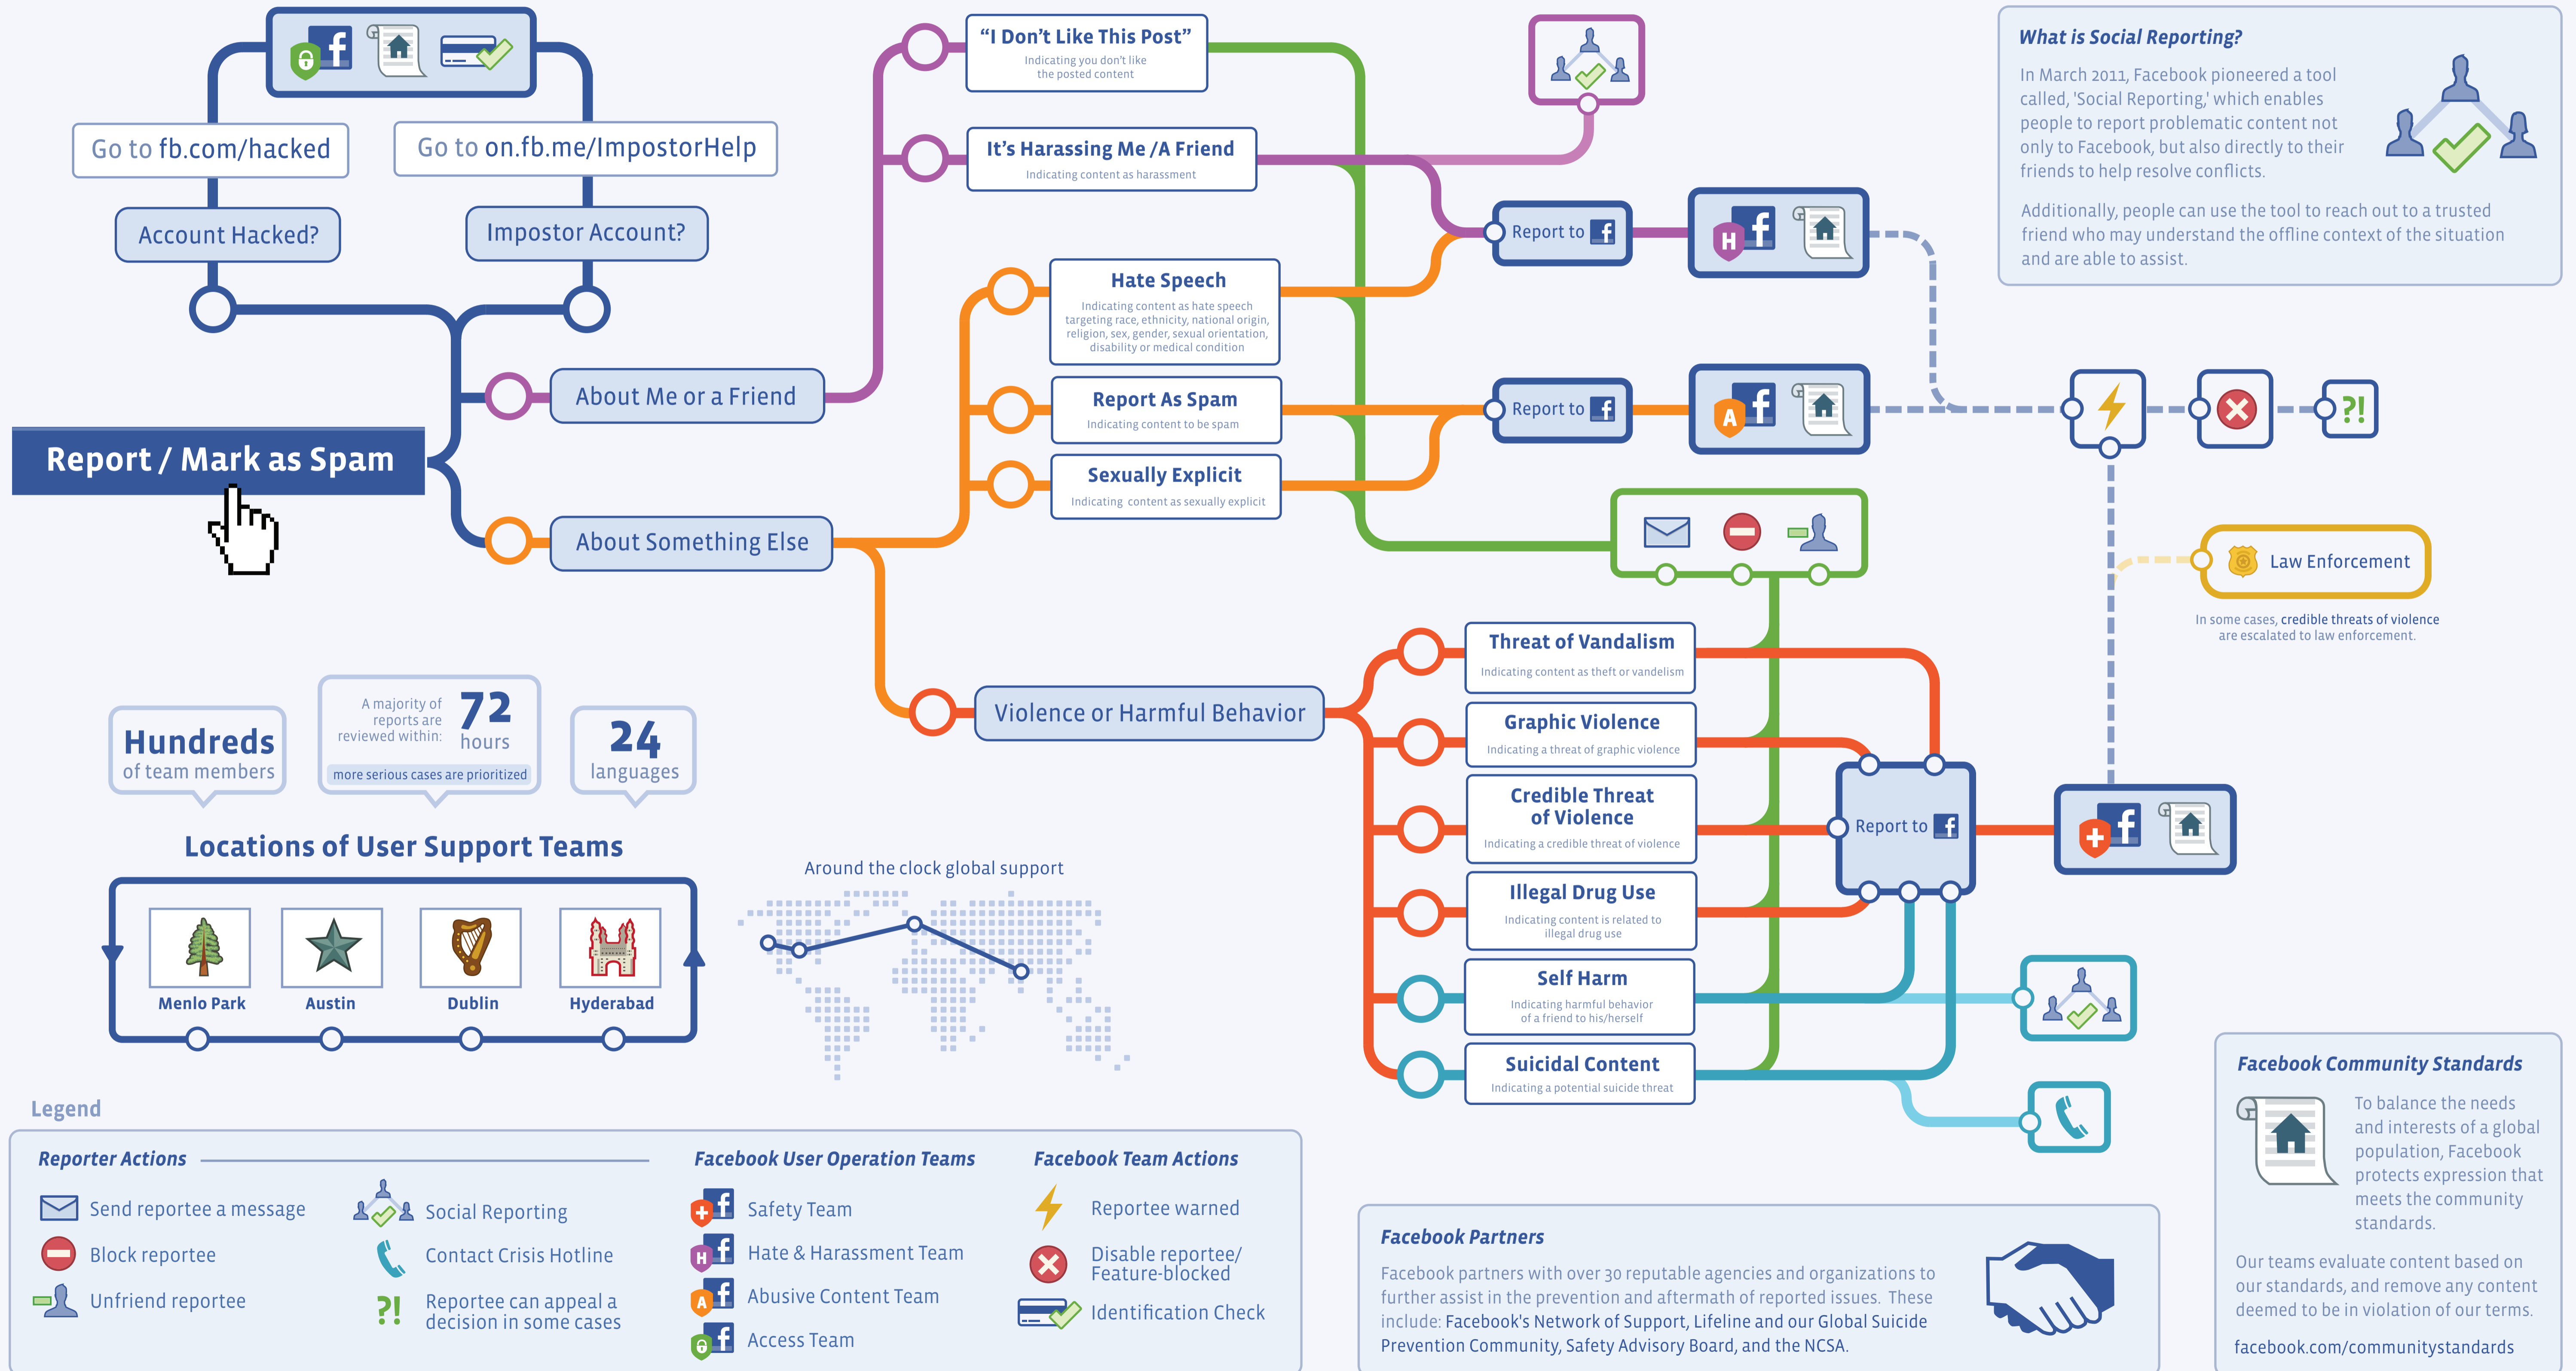 Go to fb.com/hacked
Go to on.fb.me/ImpostorHelp
Account Hacked?
Impostor Account?
About Me or a Friend
Report / Mark as Spam
About Something Else
“I Don’t Like This Post”
Indicating you don’t like
the posted content
It’s Harassing Me /A Friend
Indicating content as harassment
Hate Speech
Indicating content as hate speech
targeting race, ethnicity, national origin,
religion, sex, gender, sexual orientation,
disability or medical condition
Report As Spam
Indicating content to be spam
Sexually Explicit
Indicating content as sexually explicit
Report to f
H f
Report to f
A f
?!
What is Social Reporting?
In March 2011, Facebook pioneered a tool
called, 'Social Reporting,' which enables
people to report problematic content not
only to Facebook, but also directly to their
friends to help resolve conflicts.
Additionally, people can use the tool to reach out to a trusted
friend who may understand the offline context of the situation
and are able to assist.
Law Enforcement
In some cases, credible threats of violence
are escalated to law enforcement.
Violence or Harmful Behavior
Threat of Vandalism
Indicating content as theft or vandelism
Graphic Violence
Indicating a threat of graphic violence
Credible Threat
of Violence
Indicating a credible threat of violence
Illegal Drug Use
Indicating content is related to
illegal drug use
Self Harm
Indicating harmful behavior
of a friend to his/herself
Suicidal Content
Indicating a potential suicide threat
Report to f
f
Hundreds
of team members
A majority of
reports are
reviewed within:
72
hours
more serious cases are prioritized
24
languages
Locations of User Support Teams
Menlo Park
Austin
Dublin
Hyderabad
Around the clock global support
Legend
Reporter Actions
Send reportee a message
Block reportee
Unfriend reportee
Social Reporting
Contact Crisis Hotline
?!
Reportee can appeal a
decision in some cases
Facebook User Operation Teams
f Safety Team
H f Hate & Harassment Team
A f Abusive Content Team
f Access Team
Facebook Team Actions
Reportee warned
Disable reportee/
Feature-blocked
Identification Check
Facebook Partners
Facebook partners with over 30 reputable agencies and organizations to
further assist in the prevention and aftermath of reported issues. These
include: Facebook's Network of Support, Lifeline and our Global Suicide
Prevention Community, Safety Advisory Board, and the NCSA.
Facebook Community Standards
To balance the needs
and interests of a global
population, Facebook
protects expression that
meets the community
standards.
Our teams evaluate content based on
our standards, and remove any content
deemed to be in violation of our terms.
facebook.com/communitystandards